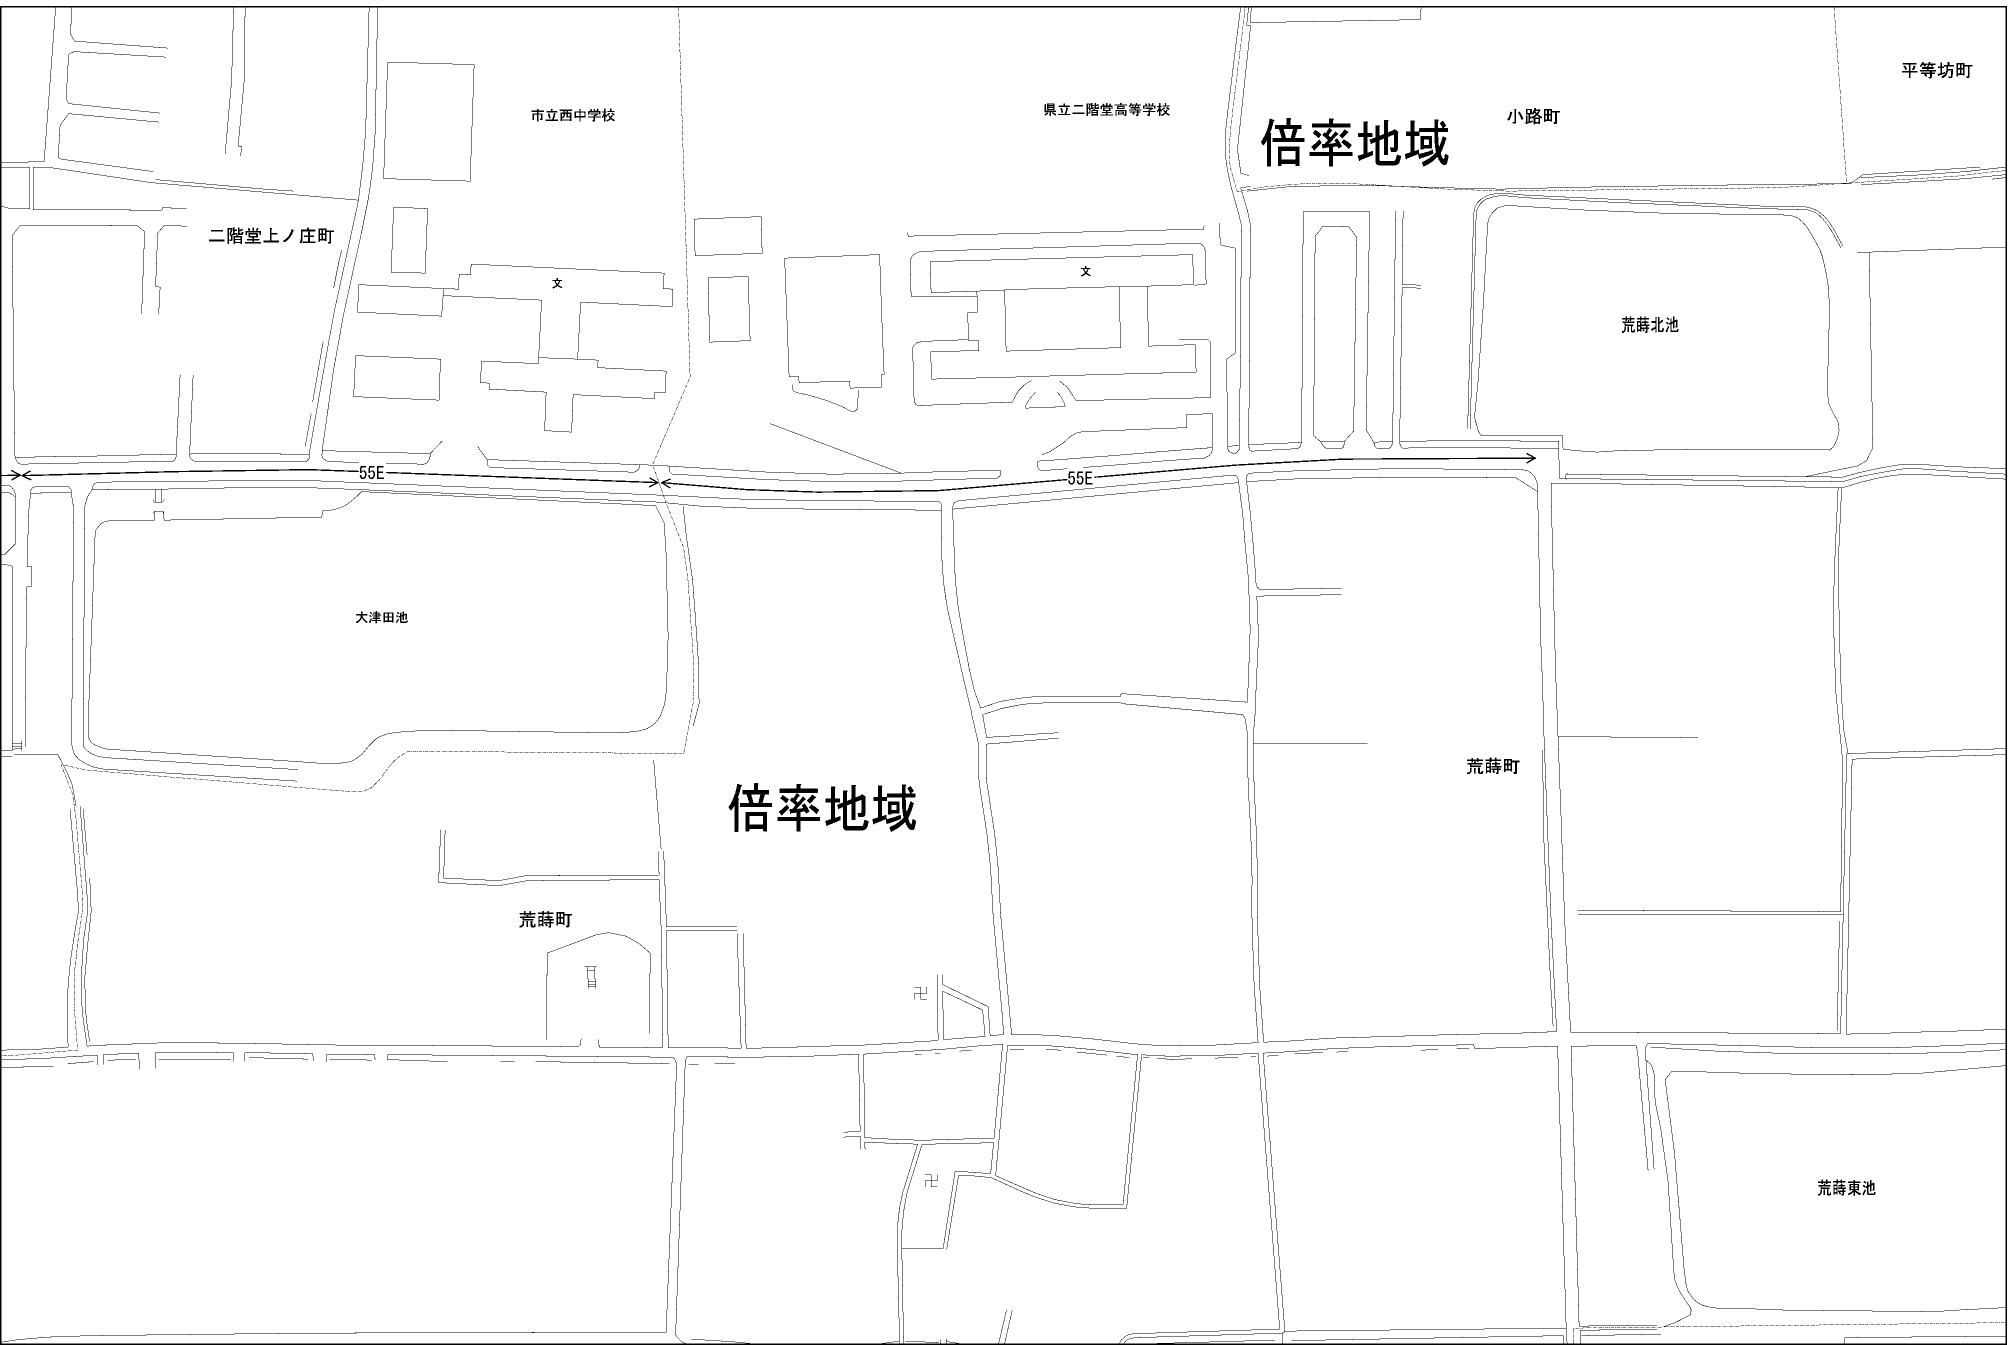 平等坊町
市立西中学校
県立二階堂高等学校
小路町
倍率地域
二階堂上ノ庄町
文
文
荒蒔北池
55E
55E
大津田池
荒蒔町
倍率地域
荒蒔町
卍
卍
荒蒔東池